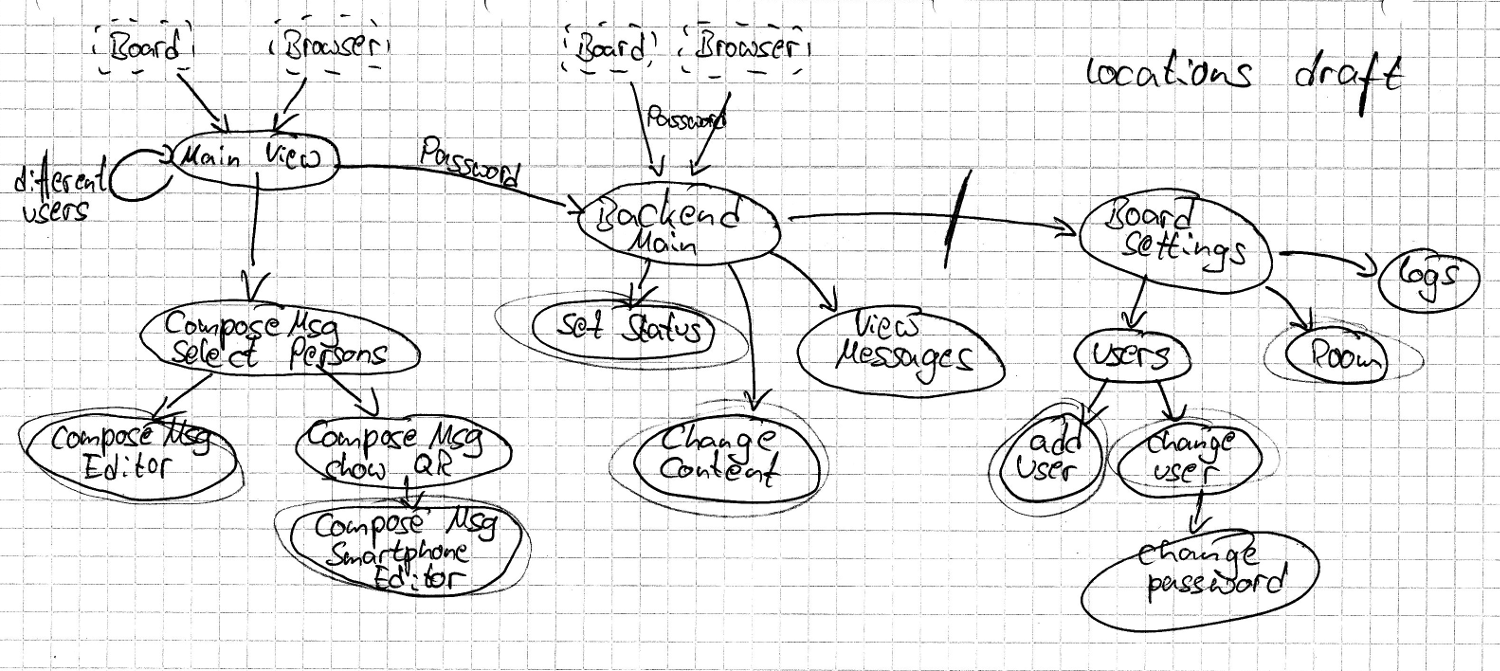 Board
Browser
Board
Browser
Locations draft
Password
Main View
Password
different
users
Backend
Main
Board
Settings
Logs
Compose Msg
Select Persons
Set Status
View
Messages
Users
Room
Compose Msg
Editor
Compose Msg
show QR
Change
Content
add
user
change
user
Compose Msg
Smartphone
Editor
change
password